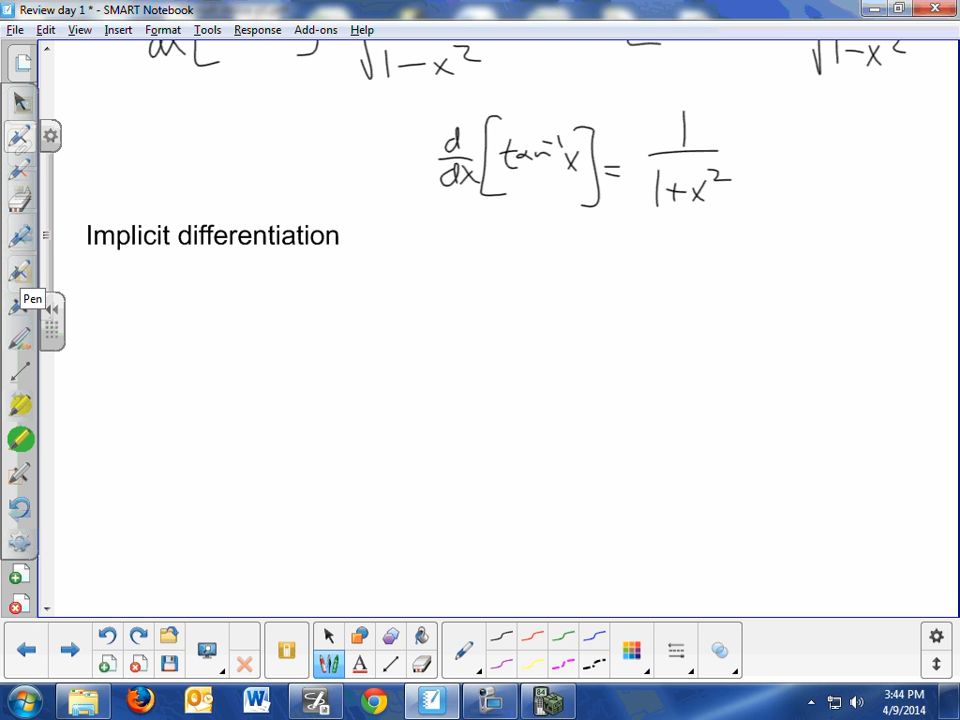 Review day 1 * - SMART Notebook
File Edit View Insert Format Tools Response Add-ons Help
dx[ ] √1-x² √1-x²
d/dx[tan⁻¹x] = 1/1+x²
Implicit differentiation
Pen
A
3:44 PM
4/9/2014